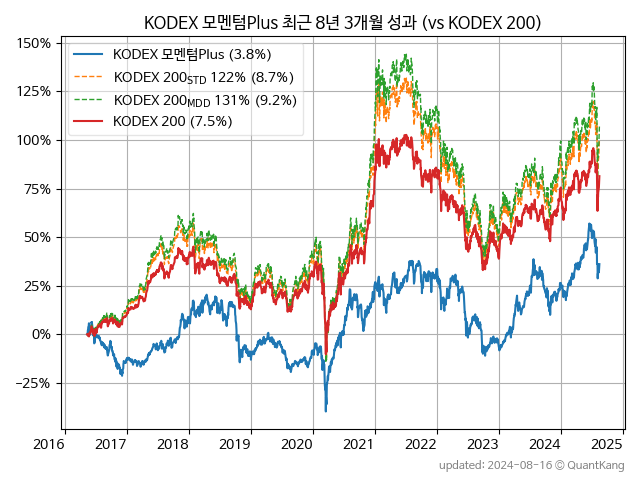 KODEX 모멘텀Plus 최근 8년 3개월 성과 (vs KODEX 200)
150%
125%
100%
75%
50%
25%
0%
−25%
KODEX 모멘텀Plus (3.8%)
KODEX 200STD 122% (8.7%)
KODEX 200MDD 131% (9.2%)
KODEX 200 (7.5%)
2016 2017 2018 2019 2020 2021 2022 2023 2024 2025
updated: 2024-08-16 © QuantKang